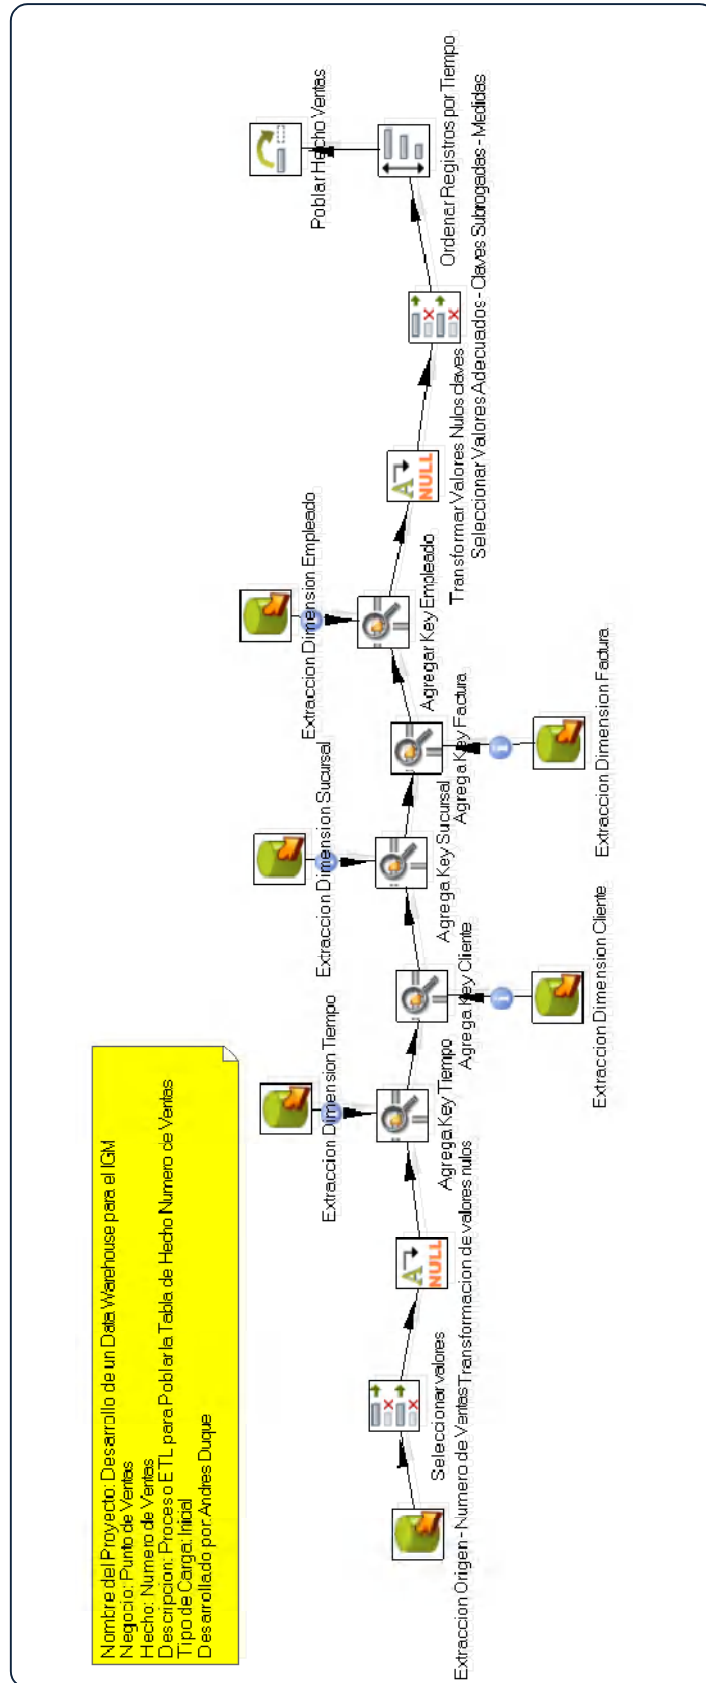 Nombre del Proyecto: Desarrollo de un Data Warehouse para el IGM
Negocio: Punto de Ventas
Hecho: Numero de Ventas
Descripcion: Proceso ETL para Poblar la Tabla de Hecho Numero de Ventas
Tipo de Carga: Inicial
Desarrollado por: Andres Duque
Extraccion Origen - Numero de Ventas
Seleccionar valores
Transformacion de valores nulos
Extraccion Dimension Tiempo
Agrega Key Tiempo
Extraccion Dimension Cliente
Agrega Key Cliente
Extraccion Dimension Sucursal
Agrega Key Sucursal
Extraccion Dimension Factura
Agrega Key Factura
Extraccion Dimension Empleado
Agregar Key Empleado
Transformar Valores Nulos claves
Seleccionar Valores Adecuados - Claves Subrogadas - Medidas
Ordenar Registros por Tiempo
Poblar Hecho Ventas
A
NULL
A
NULL